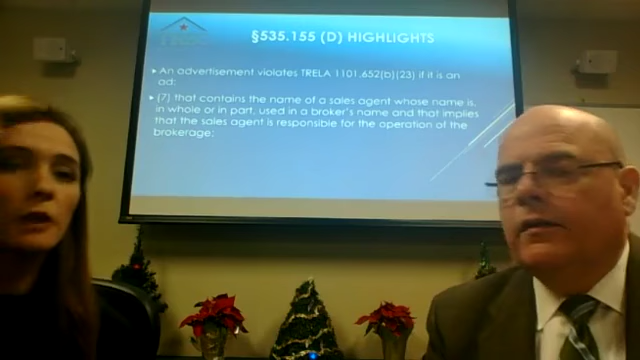 TREC
§535.155 (D) HIGHLIGHTS
▸ An advertisement violates TRELA 1101.652(b)(23) if it is an
ad:
▸ (7) that contains the name of a sales agent whose name is,
in whole or in part, used in a broker's name and that implies
that the sales agent is responsible for the operation of the
brokerage;